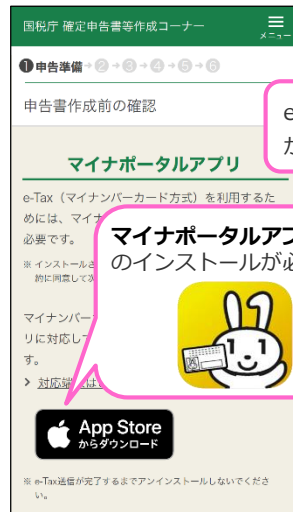 国税庁 確定申告書等作成コーナー
メニュー
❶申告準備→②→③→④→⑤→⑥
申告書作成前の確認
e
マイナポータルアプリ
e-Tax（マイナンバーカード方式）を利用するた
めには、マイナ
必要です。
マイナポータルアプ
のインストールが必
※ インストール
約に同意して次
マイナンバー
リに対応して
す。
> 対応端
App Store
からダウンロード
※ e-Tax送信が完了するまでアンインストールしないでくださ
い。